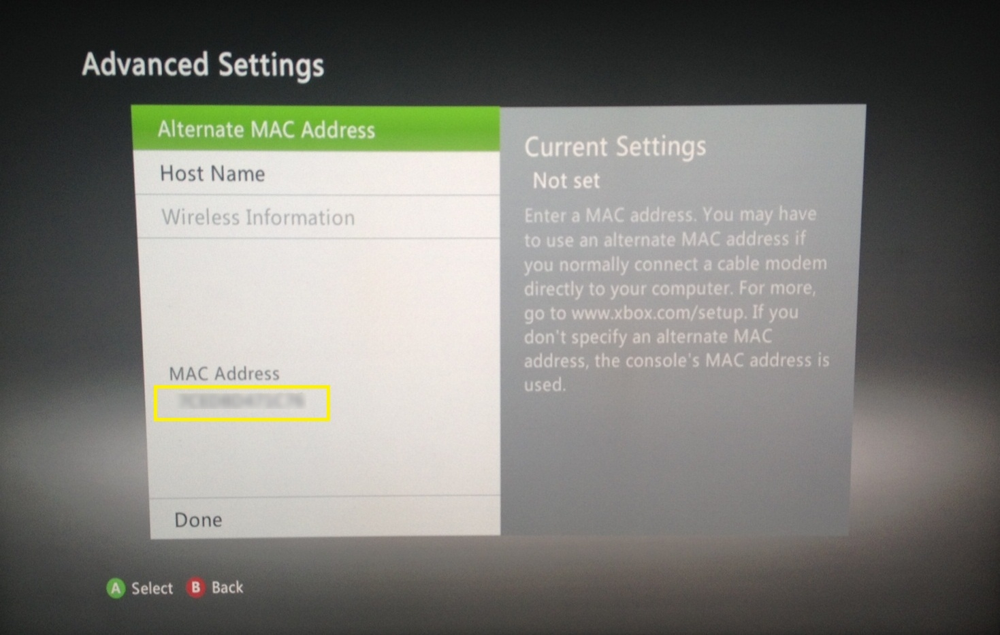 Advanced Settings
Alternate MAC Address
Host Name
Wireless Information
MAC Address
Done
Current Settings
Not set
Enter a MAC address. You may have
to use an alternate MAC address if
you normally connect a cable modem
directly to your computer. For more,
go to www.xbox.com/setup. If you
don't specify an alternate MAC
address, the console's MAC address is
used.
A Select B Back